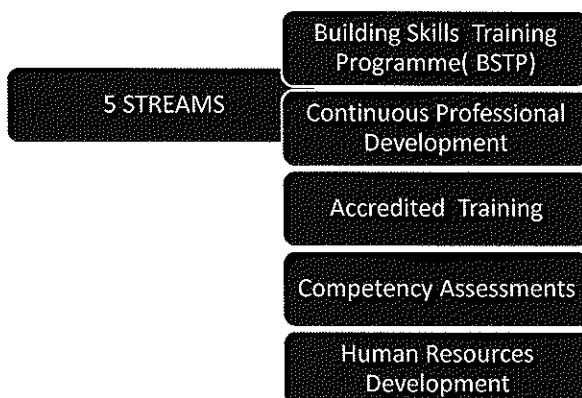 5 STREAMS
Building Skills Training
Programme( BSTP)
Continuous Professional
Development
Accredited Training
Competency Assessments
Human Resources
Development